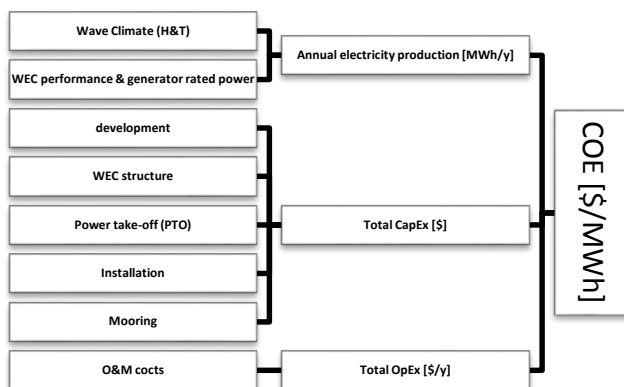 Wave Climate (H&T)
WEC performance & generator rated power
Annual electricity production [MWh/y]
development
WEC structure
Power take-off (PTO)
Installation
Mooring
Total CapEx [$]
O&M cocts
Total OpEx [$/y]
COE [$/MWh]